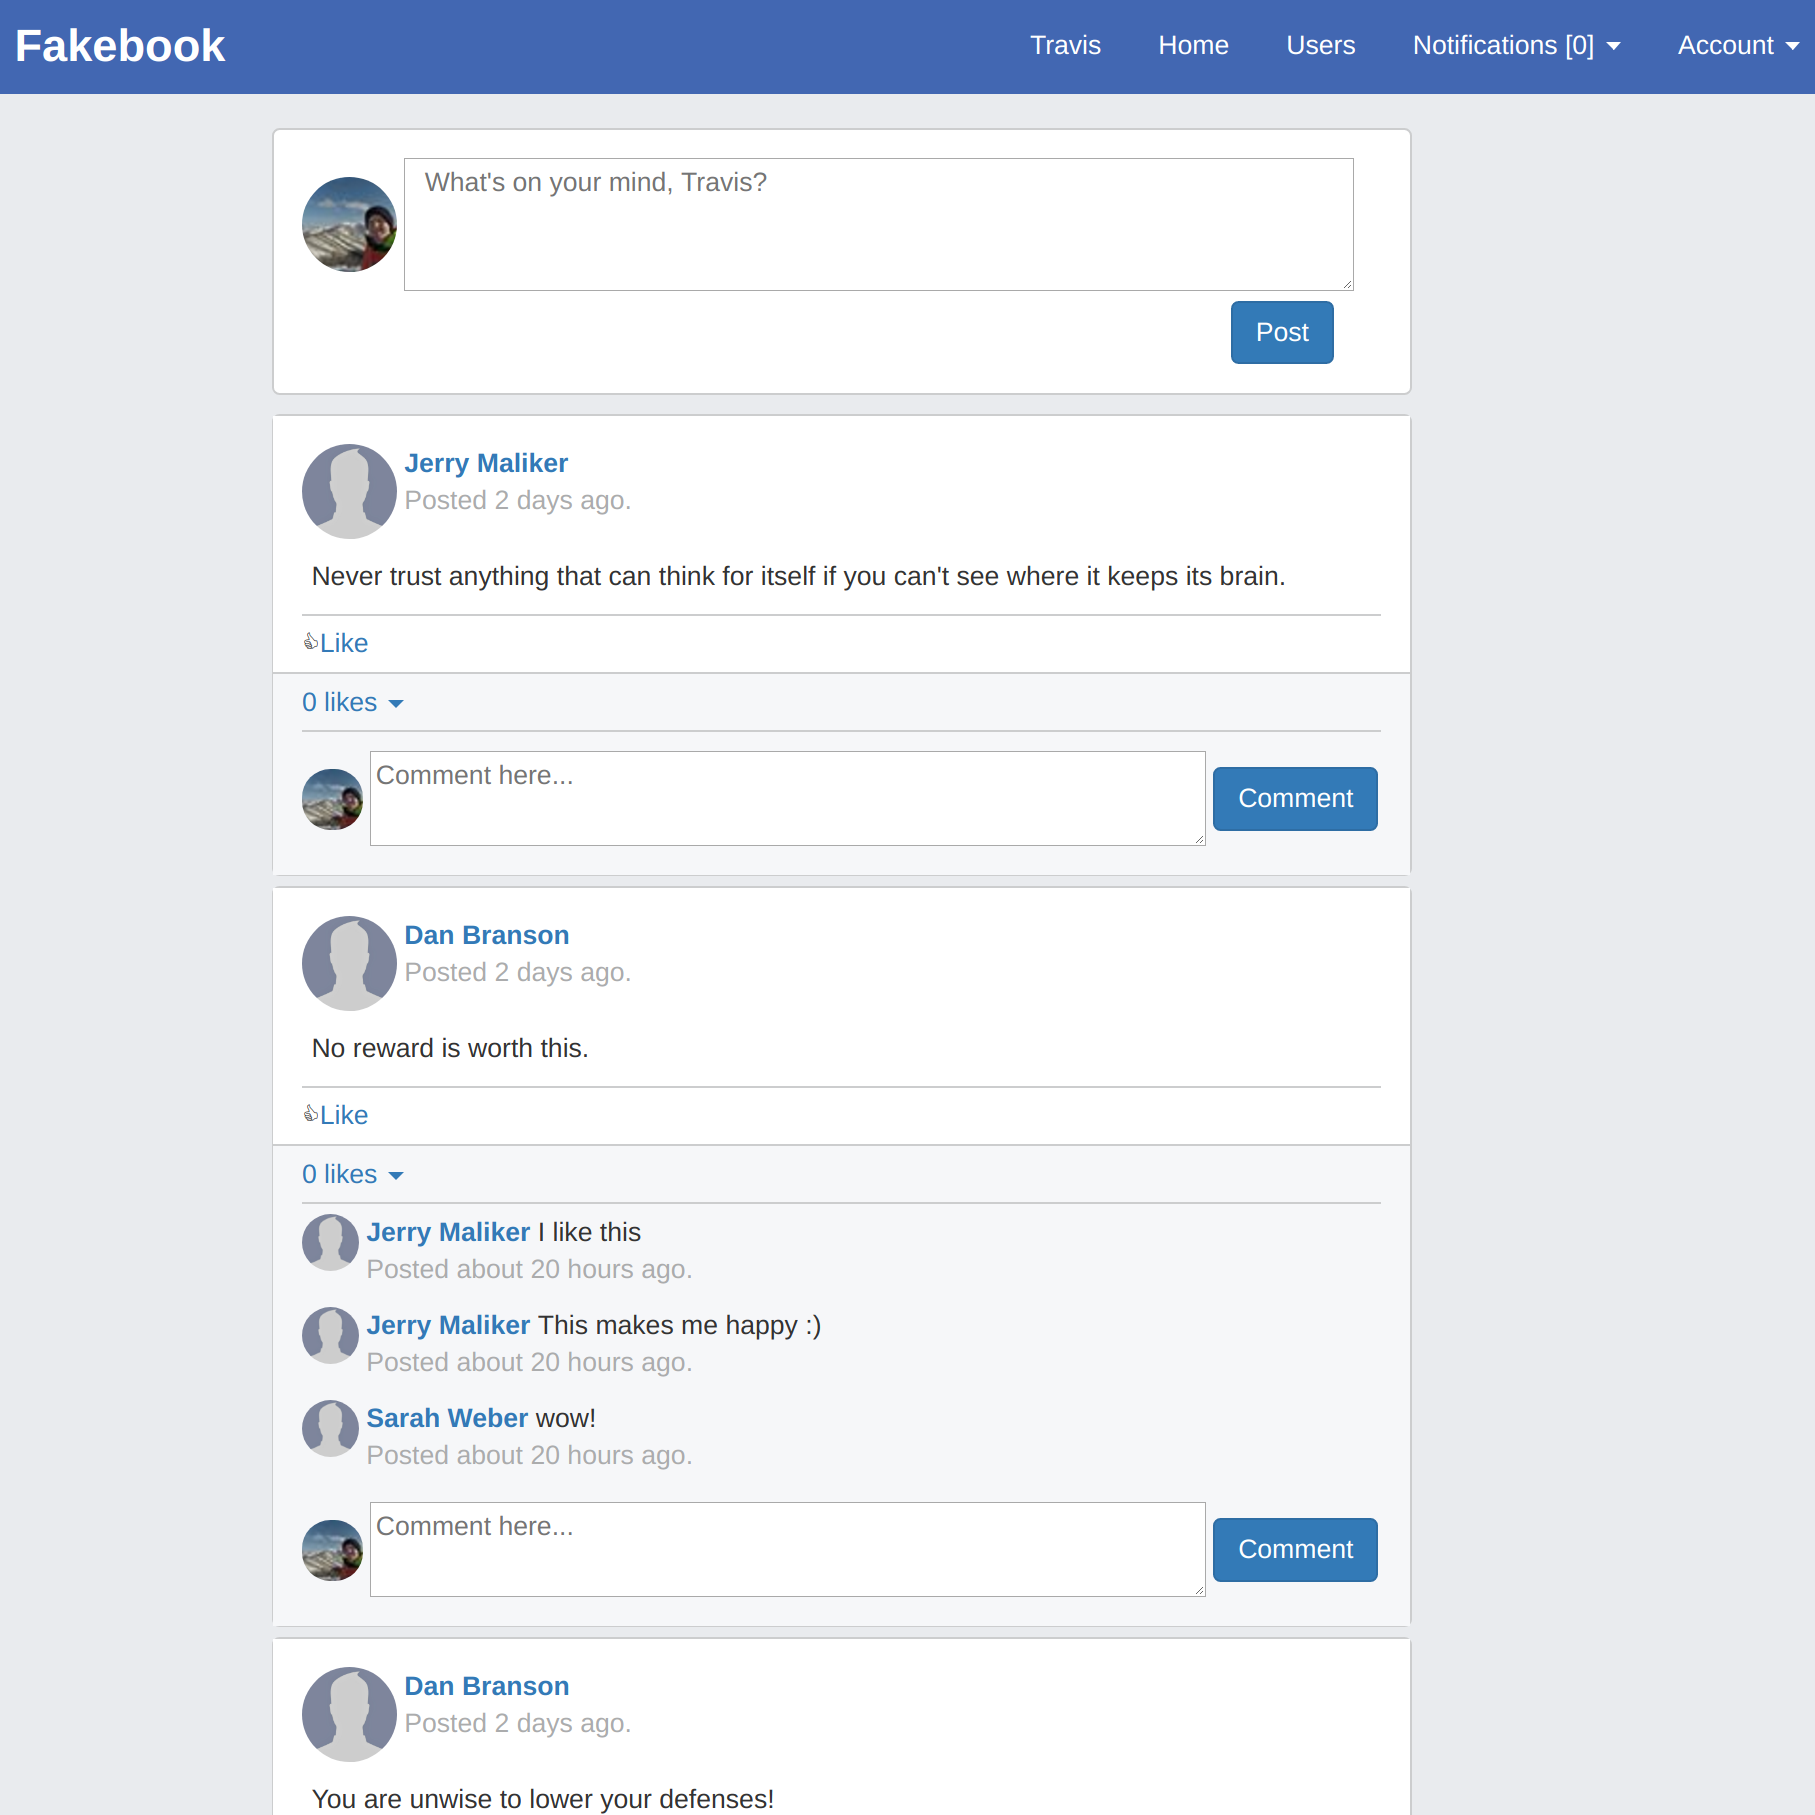 Fakebook
Travis Home Users Notifications [0] Account
What's on your mind, Travis?
Post
Jerry Maliker
Posted 2 days ago.
Never trust anything that can think for itself if you can't see where it keeps its brain.
Like
0 likes
Comment here...
Comment
Dan Branson
Posted 2 days ago.
No reward is worth this.
Like
0 likes
Jerry Maliker I like this
Posted about 20 hours ago.
Jerry Maliker This makes me happy :)
Posted about 20 hours ago.
Sarah Weber wow!
Posted about 20 hours ago.
Comment here...
Comment
Dan Branson
Posted 2 days ago.
You are unwise to lower your defenses!